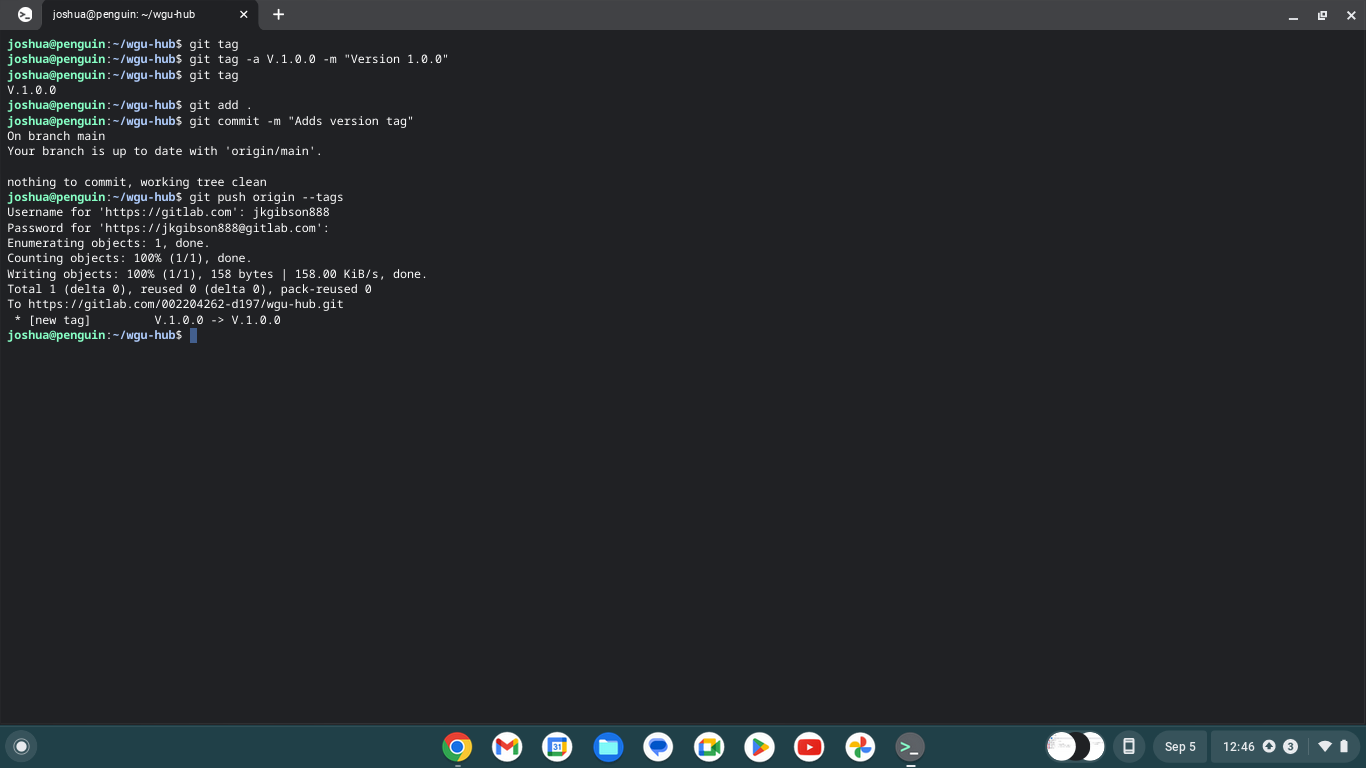 joshua@penguin: ~/wgu-hub
joshua@penguin:~/wgu-hub$ git tag
joshua@penguin:~/wgu-hub$ git tag -a V.1.0.0 -m "Version 1.0.0"
joshua@penguin:~/wgu-hub$ git tag
V.1.0.0
joshua@penguin:~/wgu-hub$ git add .
joshua@penguin:~/wgu-hub$ git commit -m "Adds version tag"
On branch main
Your branch is up to date with 'origin/main'.
nothing to commit, working tree clean
joshua@penguin:~/wgu-hub$ git push origin --tags
Username for 'https://gitlab.com': jkgibson888
Password for 'https://jkgibson888@gitlab.com':
Enumerating objects: 1, done.
Counting objects: 100% (1/1), done.
Writing objects: 100% (1/1), 158 bytes | 158.00 KiB/s, done.
Total 1 (delta 0), reused 0 (delta 0), pack-reused 0
To https://gitlab.com/002204262-d197/wgu-hub.git
 * [new tag]         V.1.0.0 -> V.1.0.0
joshua@penguin:~/wgu-hub$
31
>_
Sep 5
12:46
3